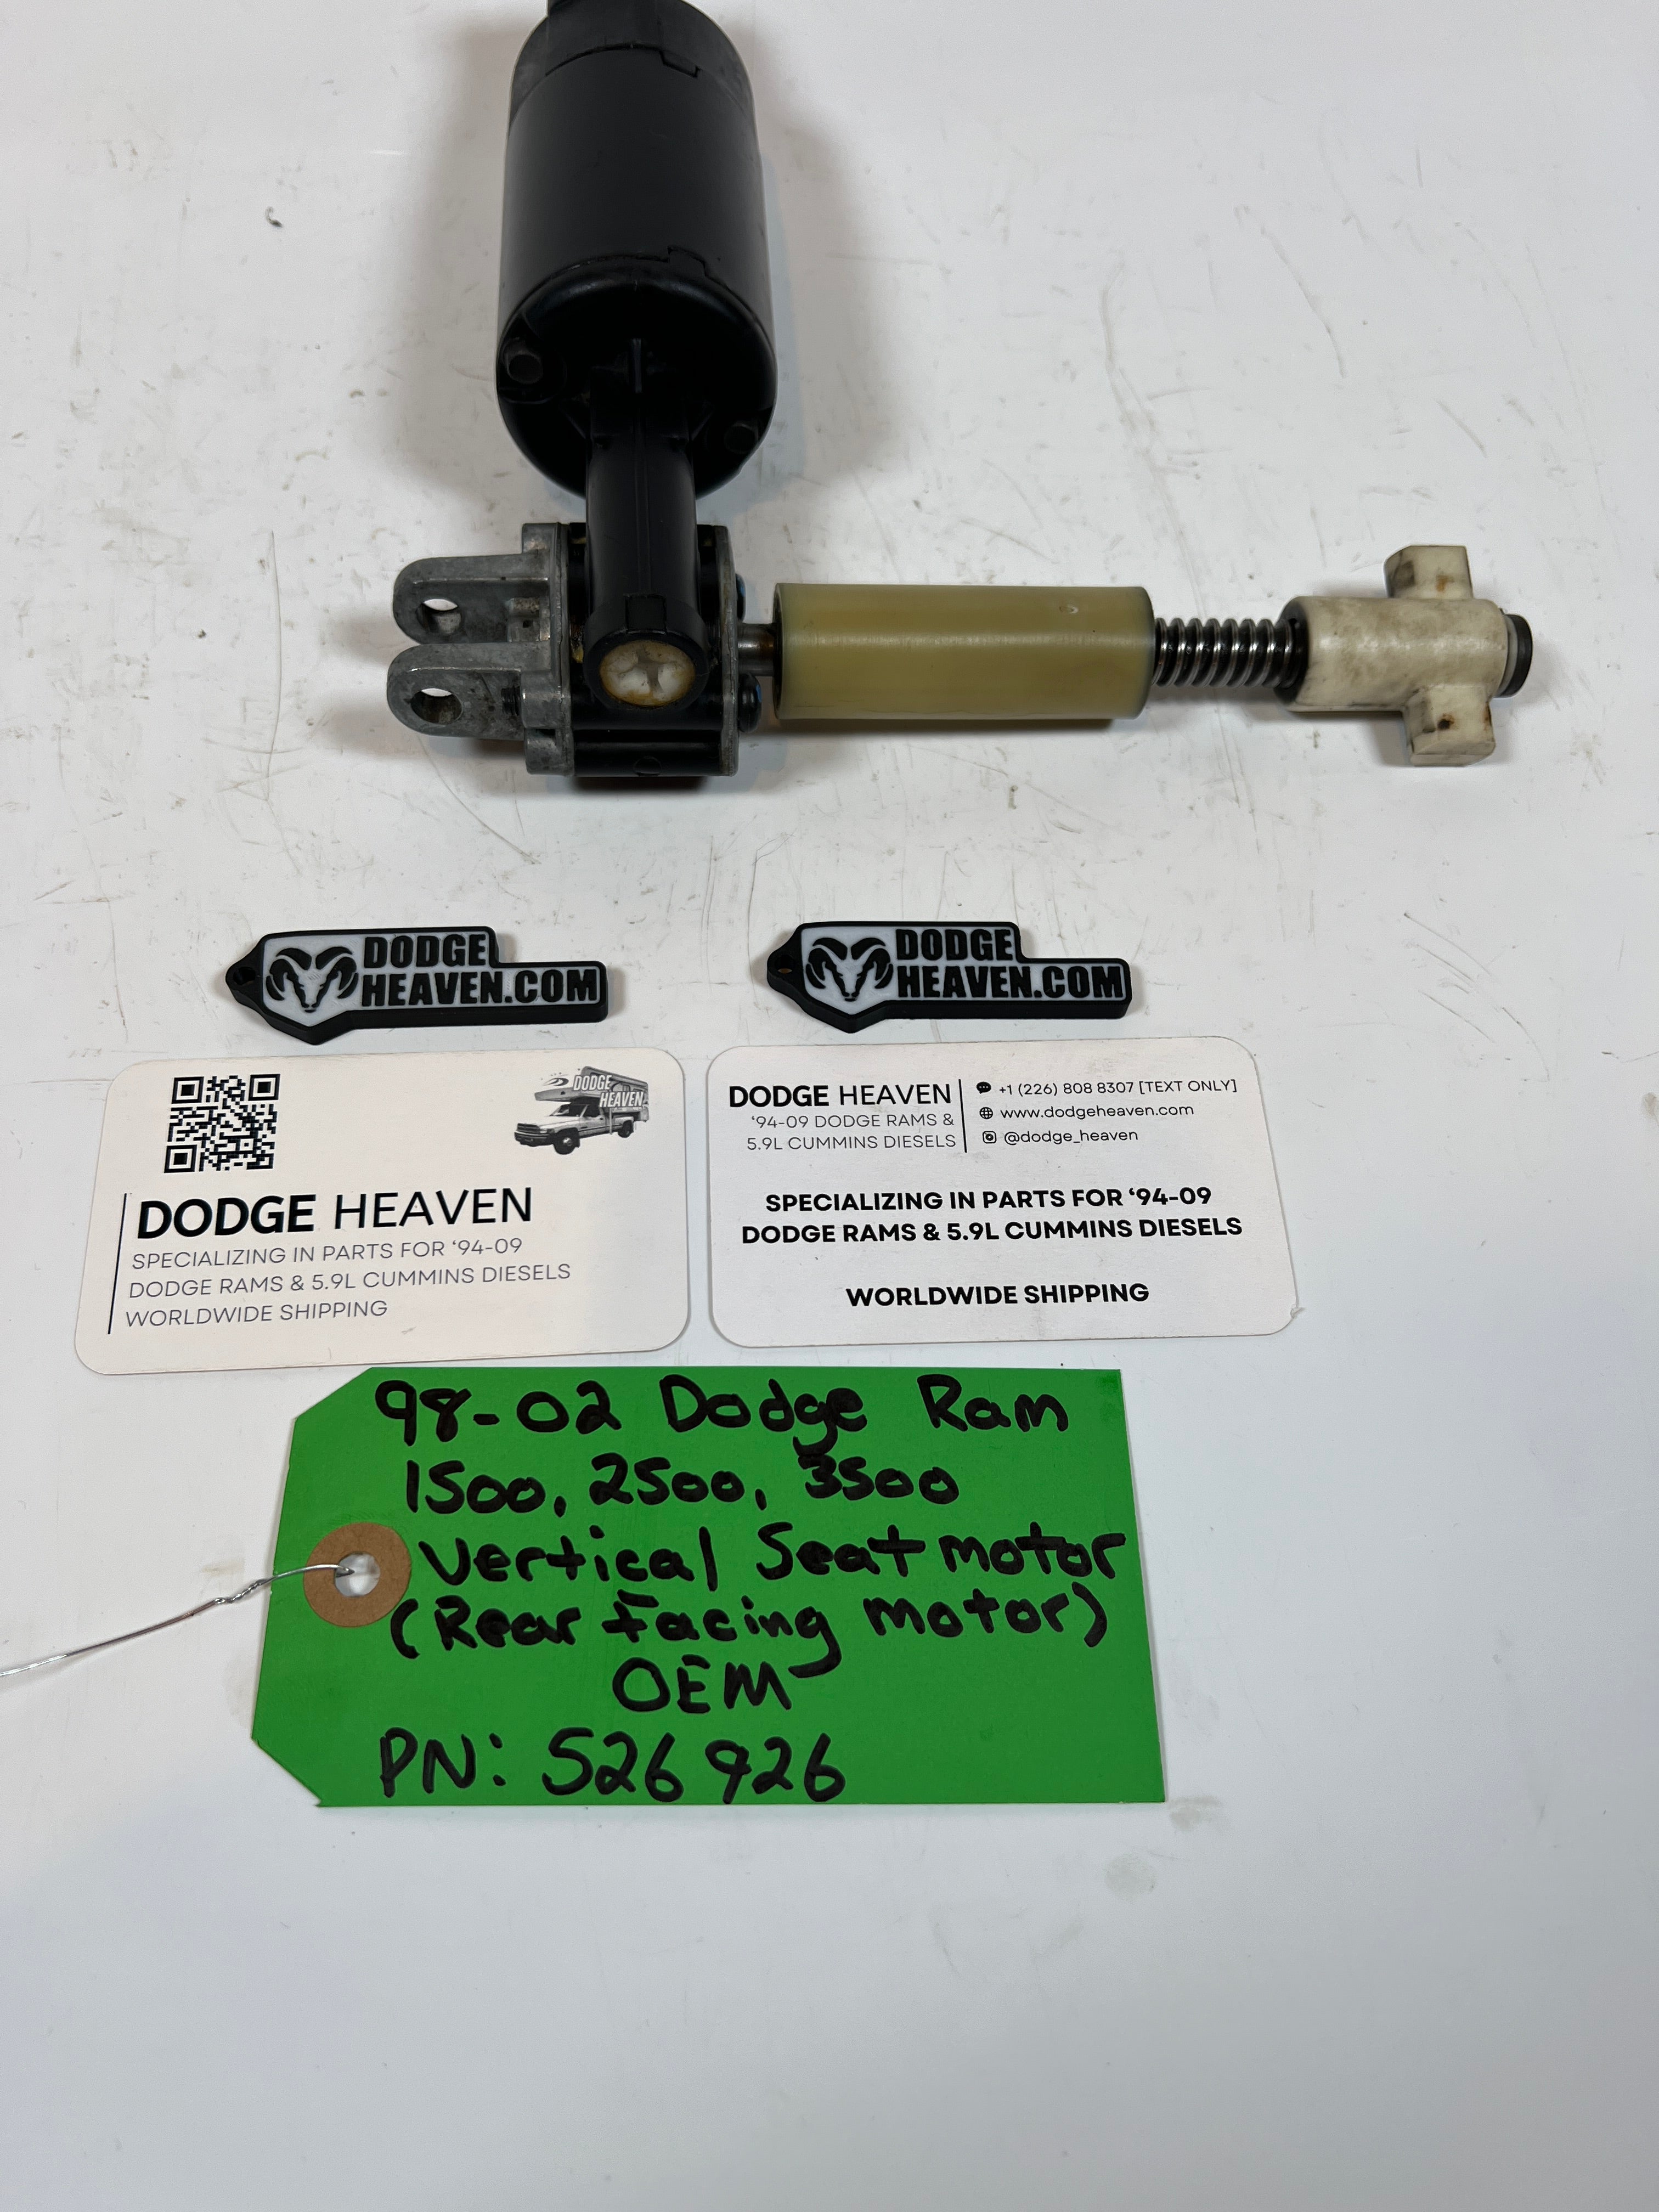 DODGE
HEAVEN.COM
DODGE
HEAVEN.COM
DODGE
HEAVEN
DODGE HEAVEN
SPECIALIZING IN PARTS FOR ‘94-09
DODGE RAMS & 5.9L CUMMINS DIESELS
WORLDWIDE SHIPPING
DODGE HEAVEN
‘94-09 DODGE RAMS &
5.9L CUMMINS DIESELS
+1 (226) 808 8307 [TEXT ONLY]
www.dodgeheaven.com
@dodge_heaven
SPECIALIZING IN PARTS FOR ‘94-09
DODGE RAMS & 5.9L CUMMINS DIESELS
WORLDWIDE SHIPPING
98-02 Dodge Ram
1500, 2500, 3500
Vertical Seat motor
(Rear Facing motor)
OEM
PN: 526926